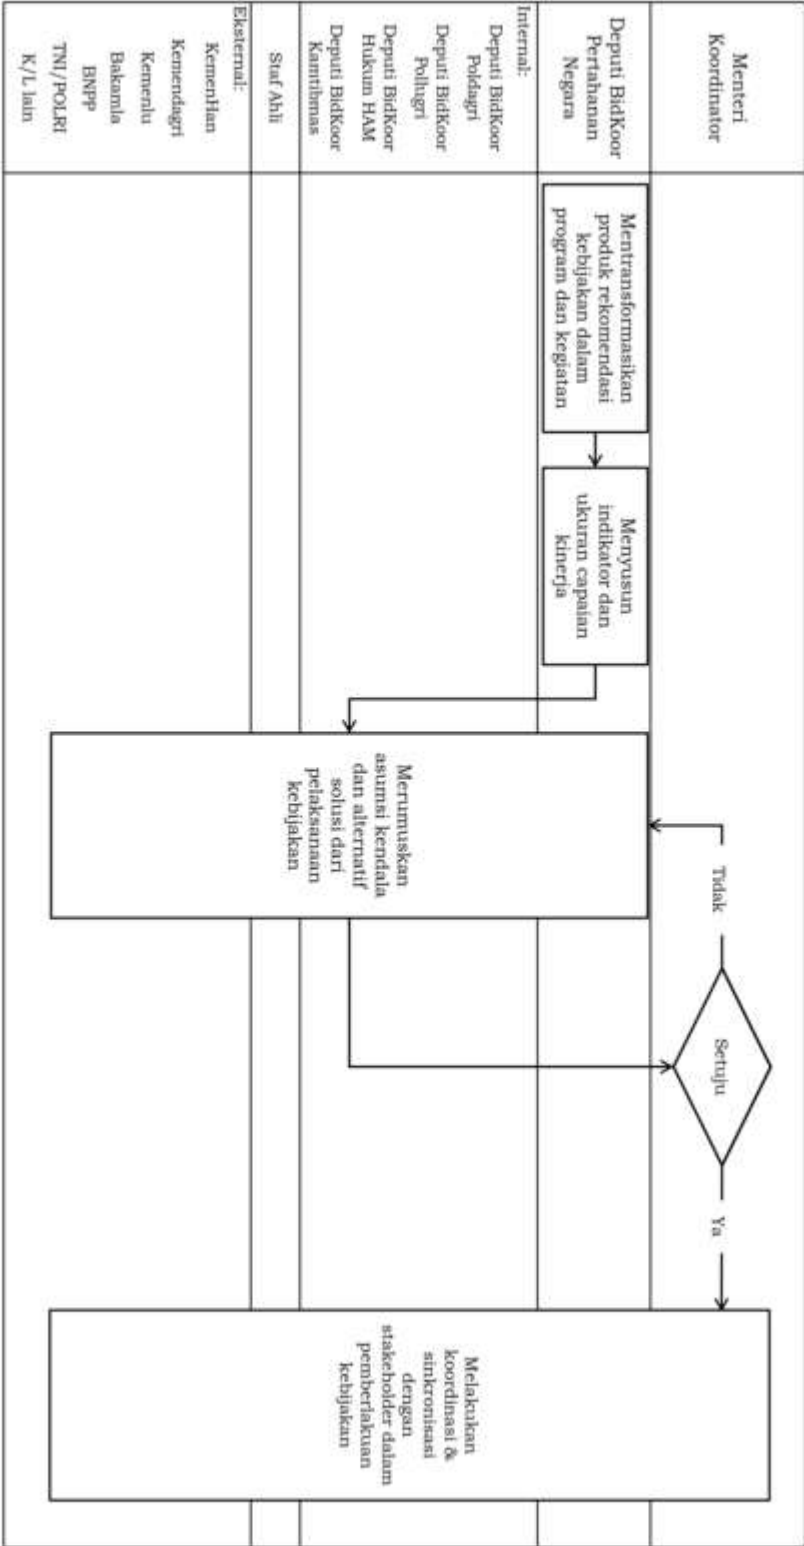 Menteri
Koordinator
Deputi BidKoor
Pertahanan
Negara
Internal:
Deputi BidKoor
Poldagri
Deputi BidKoor
Pollugri
Deputi BidKoor
Hukum HAM
Deputi BidKoor
Kamtibmas
Staf Ahli
Eksternal:
KemenHan
Kemendagri
Kemenlu
Bakamla
BNPP
TNI/POLRI
K/L lain
Mentransformasikan
produk rekomendasi
kebijakan dalam
program dan kegiatan
Menyusun
indikator dan
ukuran capaian
kinerja
Merumuskan
asumsi kendala
dan alternatif
solusi dari
pelaksanaan
kebijakan
Tidak
Setuju
Ya
Melakukan
koordinasi &
sinkronisasi
dengan
stakeholder dalam
pemberlakuan
kebijakan